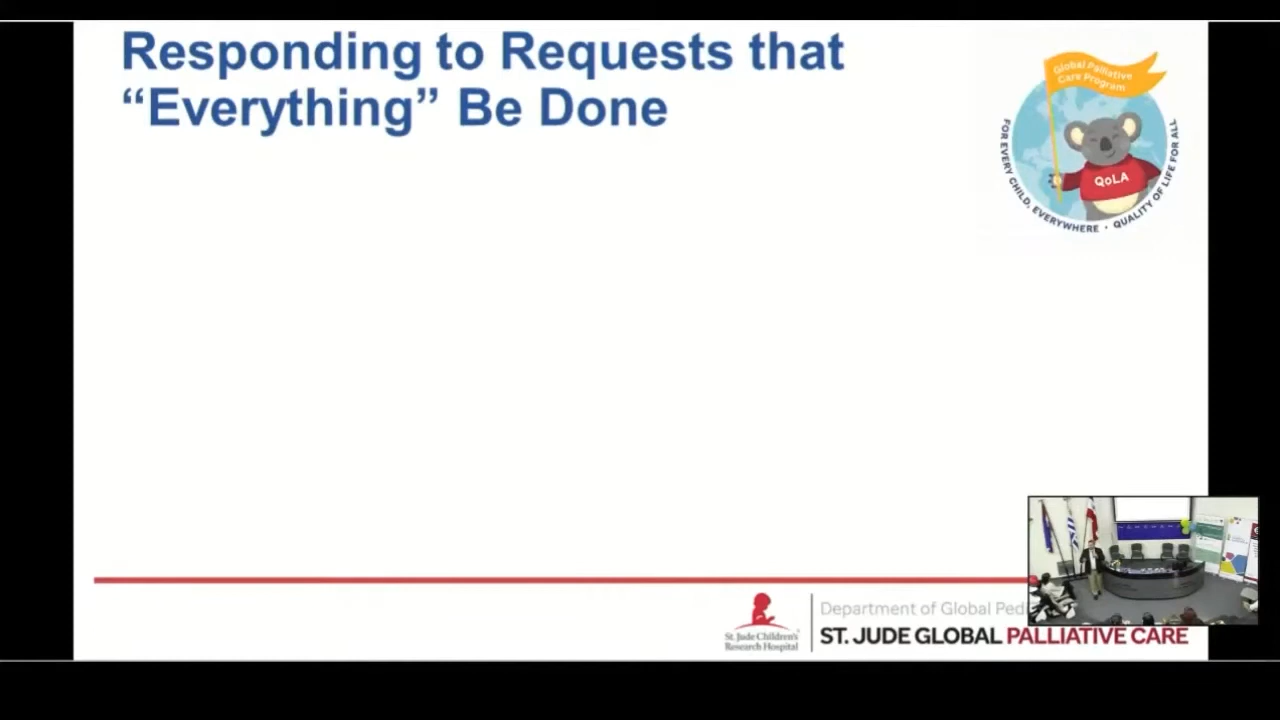 Responding to Requests that
“Everything” Be Done
Global Palliative
Care Program
QoLA
FOR EVERY CHILD, EVERYWHERE · QUALITY OF LIFE FOR ALL
St. Jude Children's
Research Hospital
Department of Global Pedi
ST. JUDE GLOBAL PALLIATIVE CARE